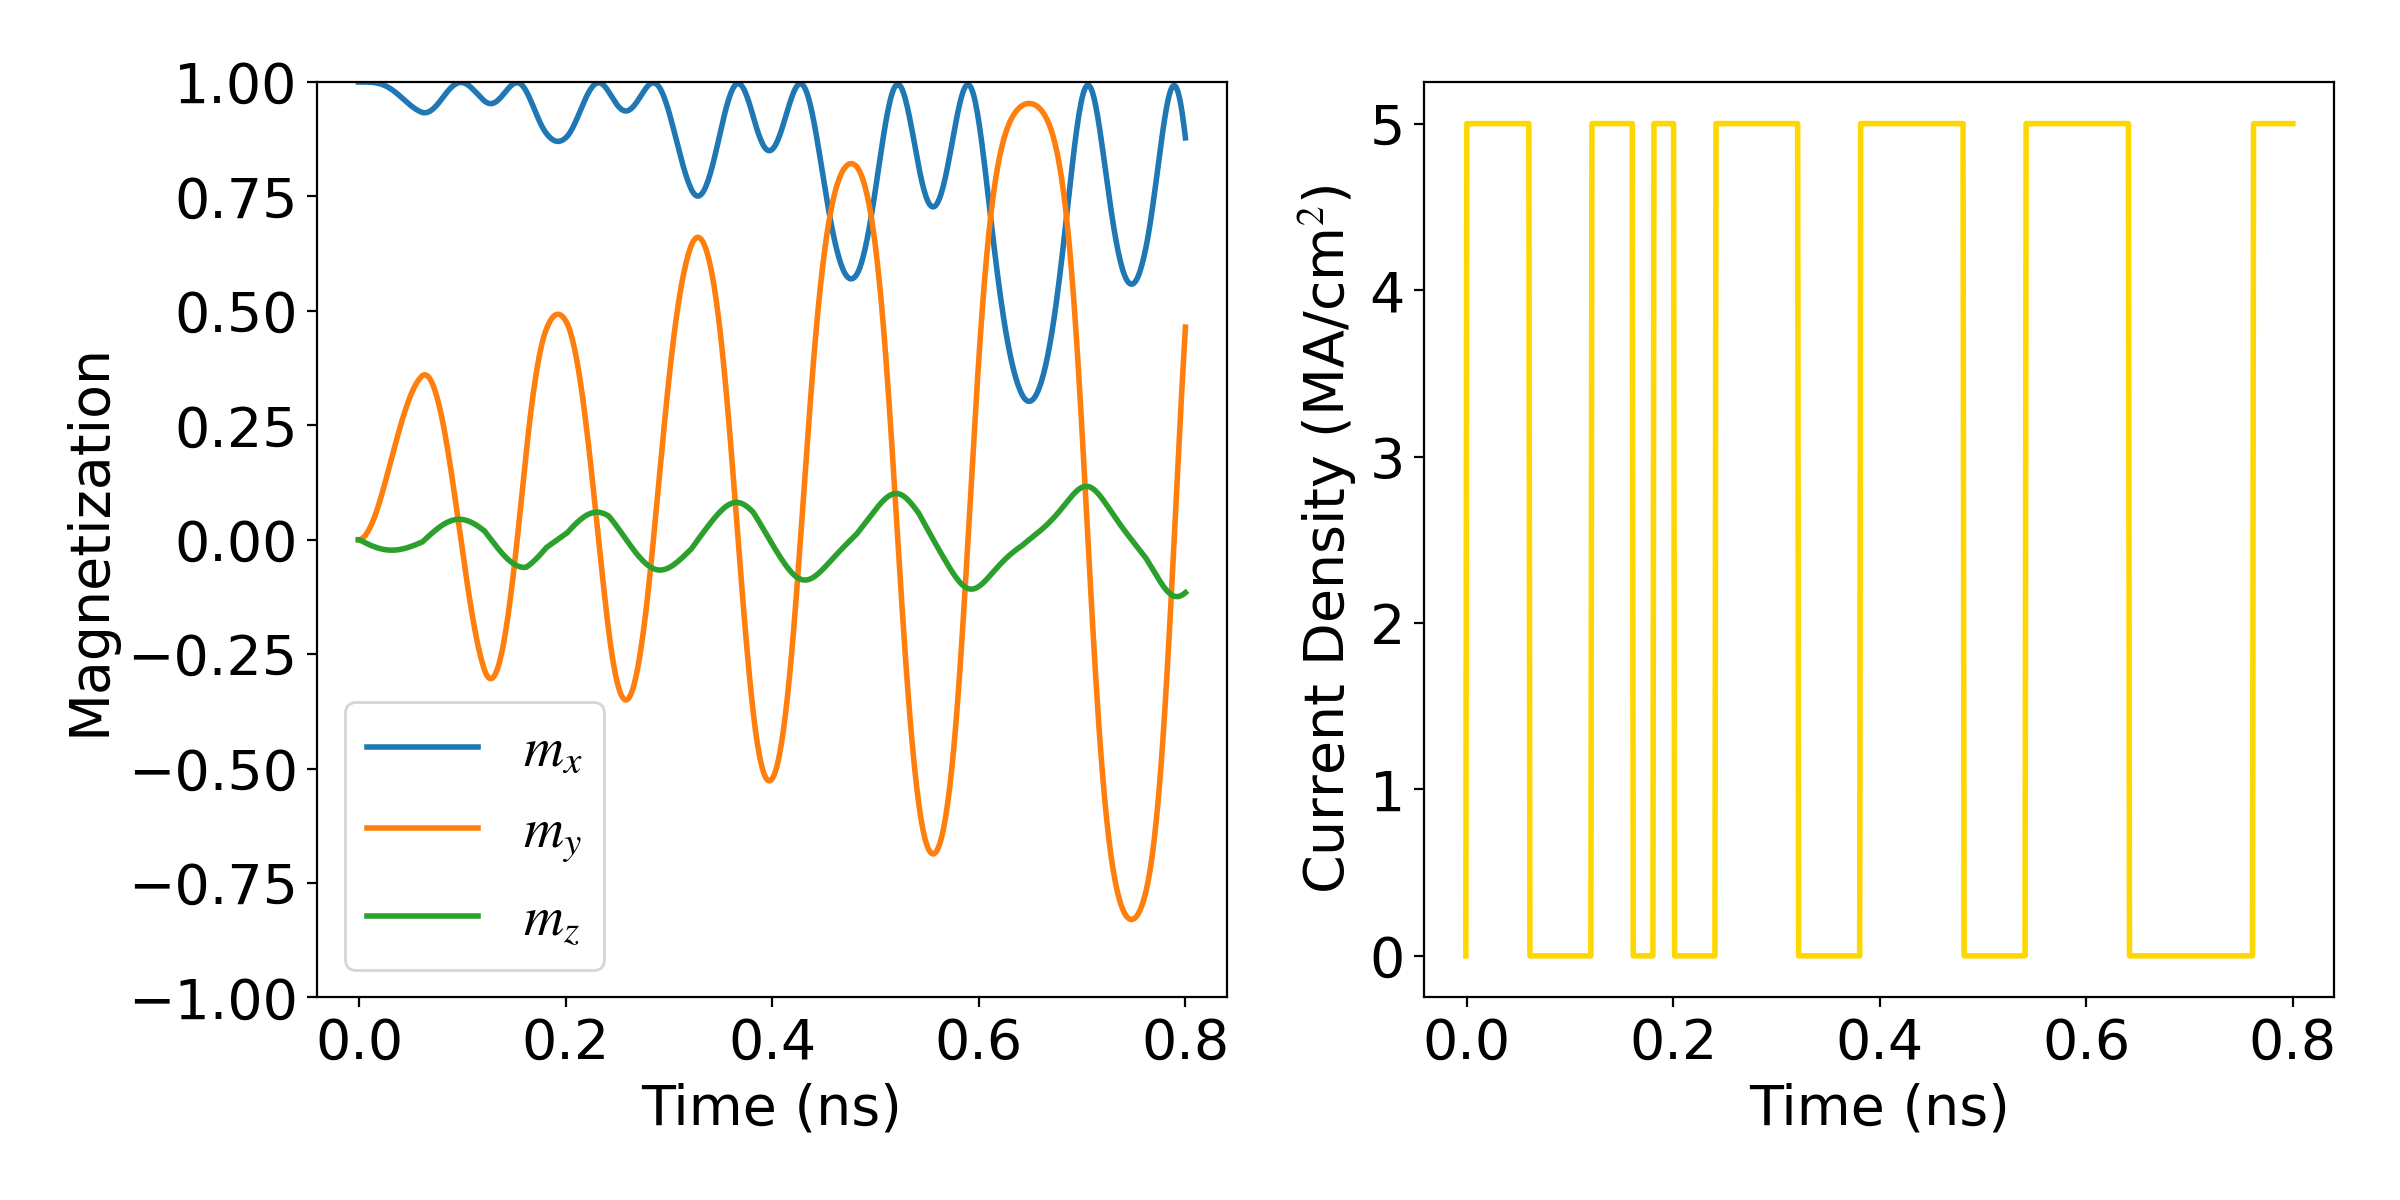 Magnetization
1.00
0.75
0.50
0.25
0.00
−0.25
−0.50
−0.75
−1.00
m_x
m_y
m_z
0.0 0.2 0.4 0.6 0.8
Time (ns)
Current Density (MA/cm²)
5
4
3
2
1
0
0.0 0.2 0.4 0.6 0.8
Time (ns)